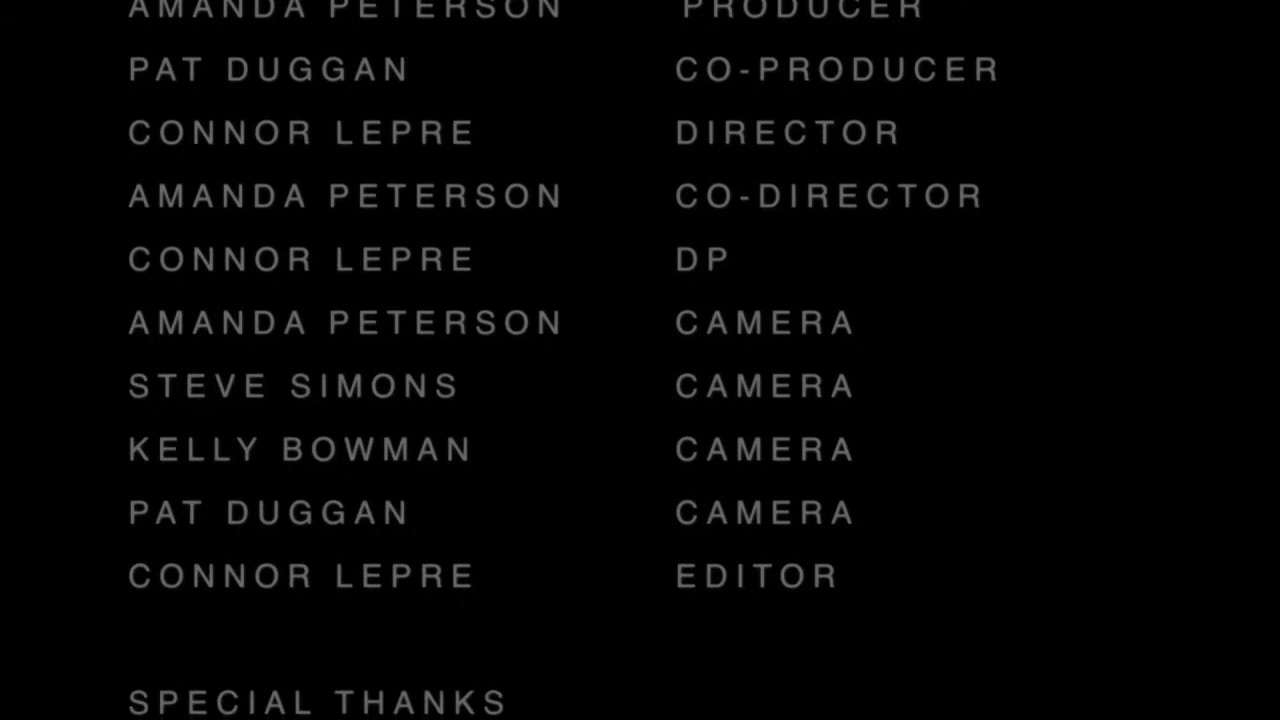 AMANDA PETERSON PRODUCER
PAT DUGGAN CO-PRODUCER
CONNOR LEPRE DIRECTOR
AMANDA PETERSON CO-DIRECTOR
CONNOR LEPRE DP
AMANDA PETERSON CAMERA
STEVE SIMONS CAMERA
KELLY BOWMAN CAMERA
PAT DUGGAN CAMERA
CONNOR LEPRE EDITOR
SPECIAL THANKS